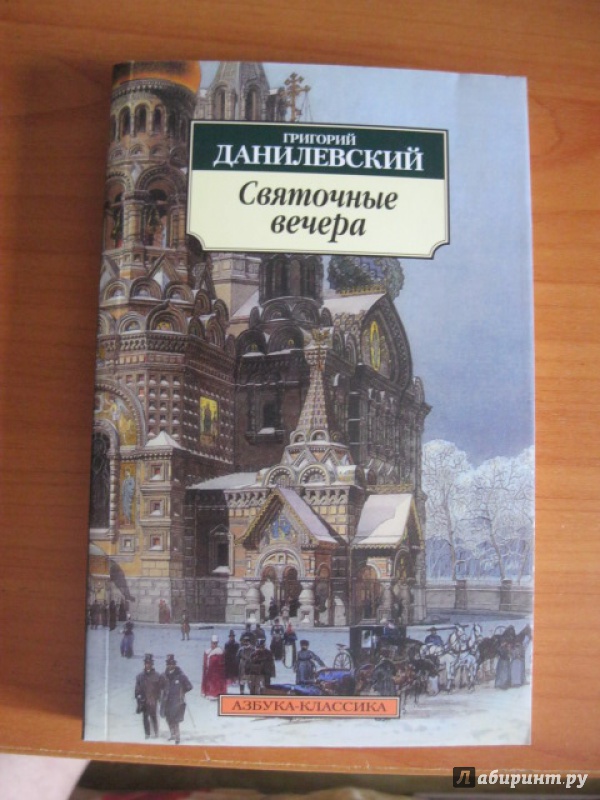 ГРИГОРИЙ
ДАНИЛЕВСКИЙ
Святочные
вечера
АЗБУКА-КЛАССИКА
Лабиринт.ру